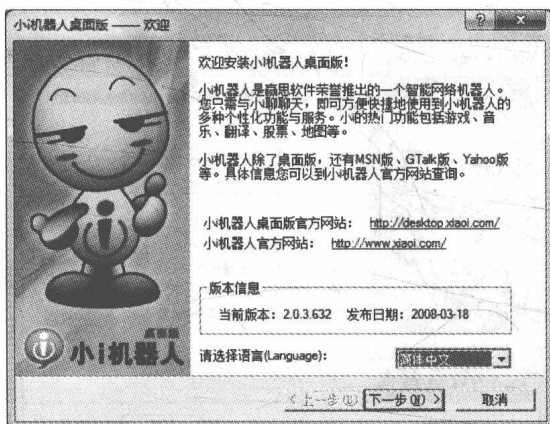 小i机器人桌面版 —— 欢迎
欢迎安装小i机器人桌面版!
小i机器人是赢思软件荣誉推出的一个智能网络机器人。
您只需与小i聊聊天，即可方便快捷地使用到小i机器人的
多种个性化功能与服务。小i的热门功能包括游戏、音
乐、翻译、股票、地图等。
小i机器人除了桌面版，还有MSN版、GTalk版、Yahoo版
等。具体信息您可以到小i机器人官方网站查询。
小i机器人桌面版官方网站： http://desktop.xiaoi.com/
小i机器人官方网站： http://www.xiaoi.com/
版本信息
当前版本：2.0.3.632 发布日期：2008-03-18
桌面版
小i机器人
请选择语言(Language)：
简体中文
<上一步(B) 下一步(N) > 取消